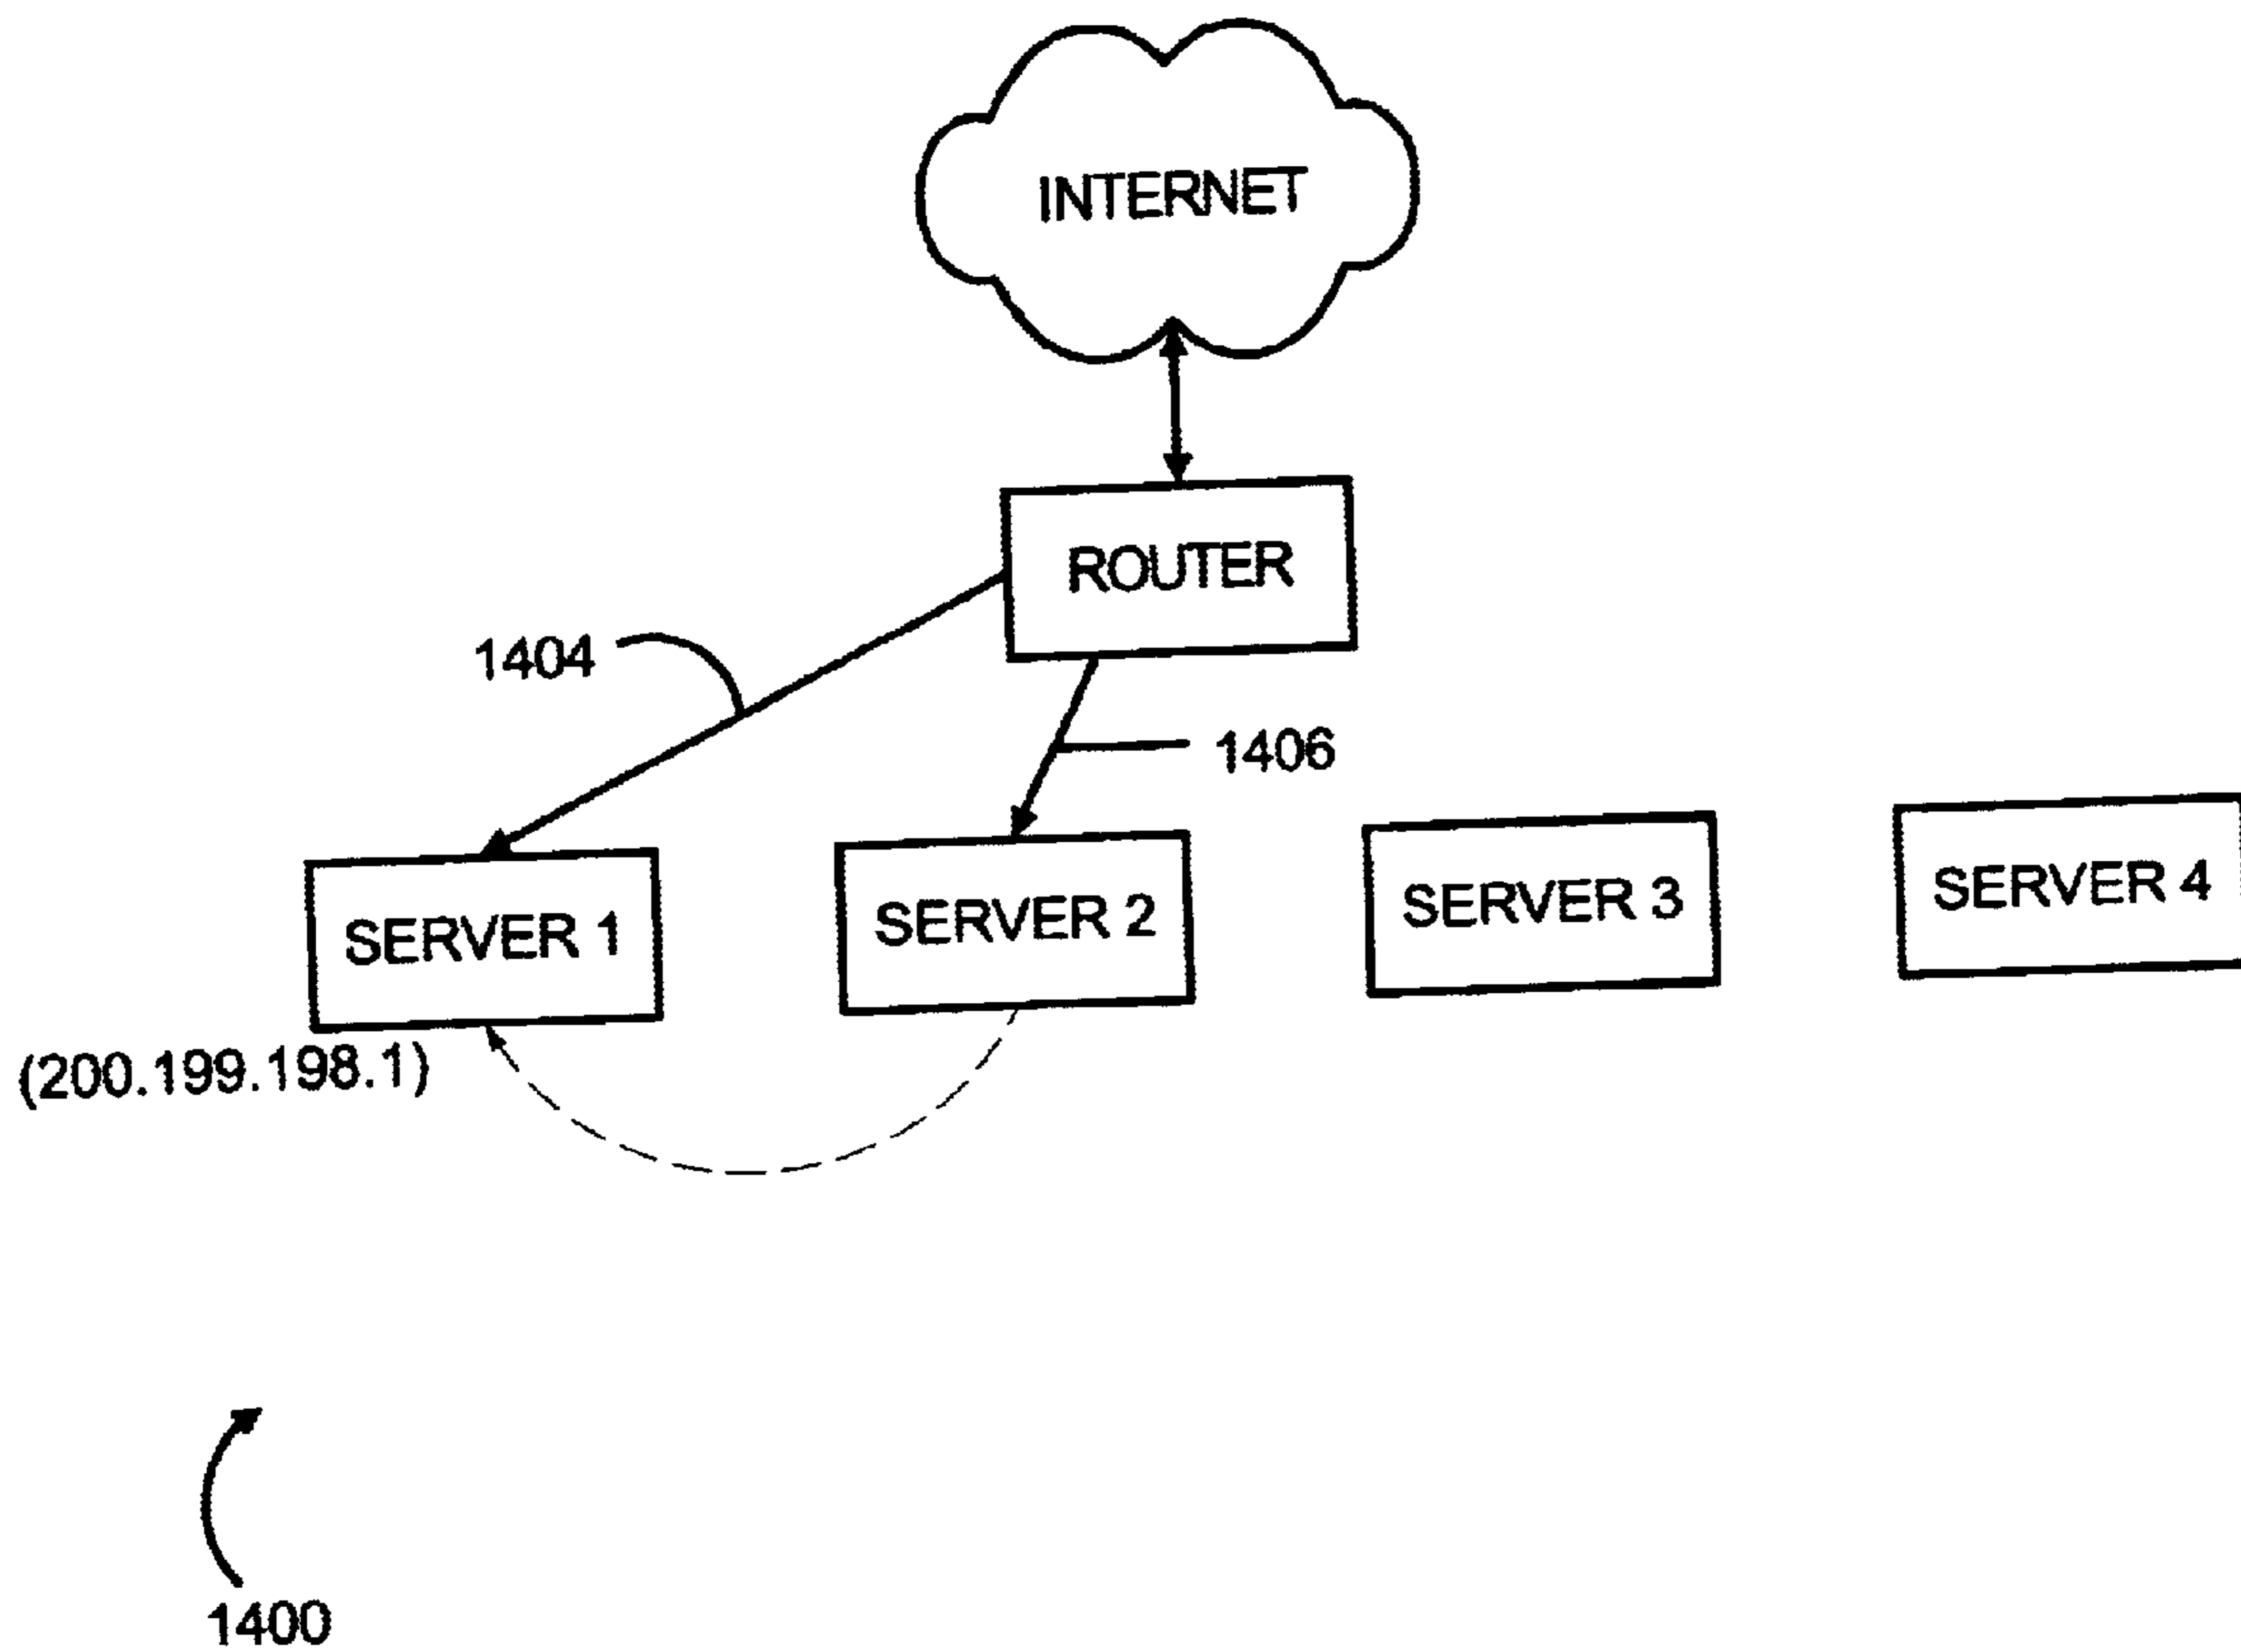 INTERNET
ROUTER
1404
1406
SERVER 1
SERVER 2
SERVER 3
SERVER 4
(200.199.198.1)
1400